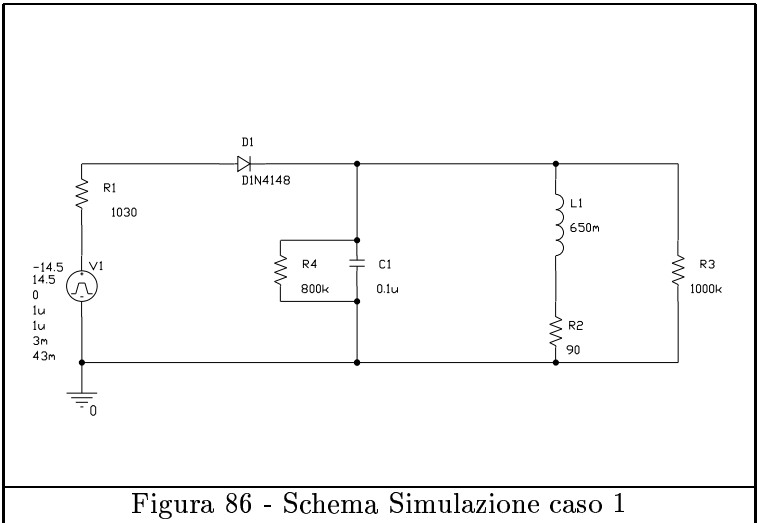 D1
D1N4148
R1
1030
L1
650m
-14.5
V1
14.5
0
1u
1u
3m
43m
R4
800k
C1
0.1u
R3
1000k
R2
90
0
Figura 86 - Schema Simulazione caso 1